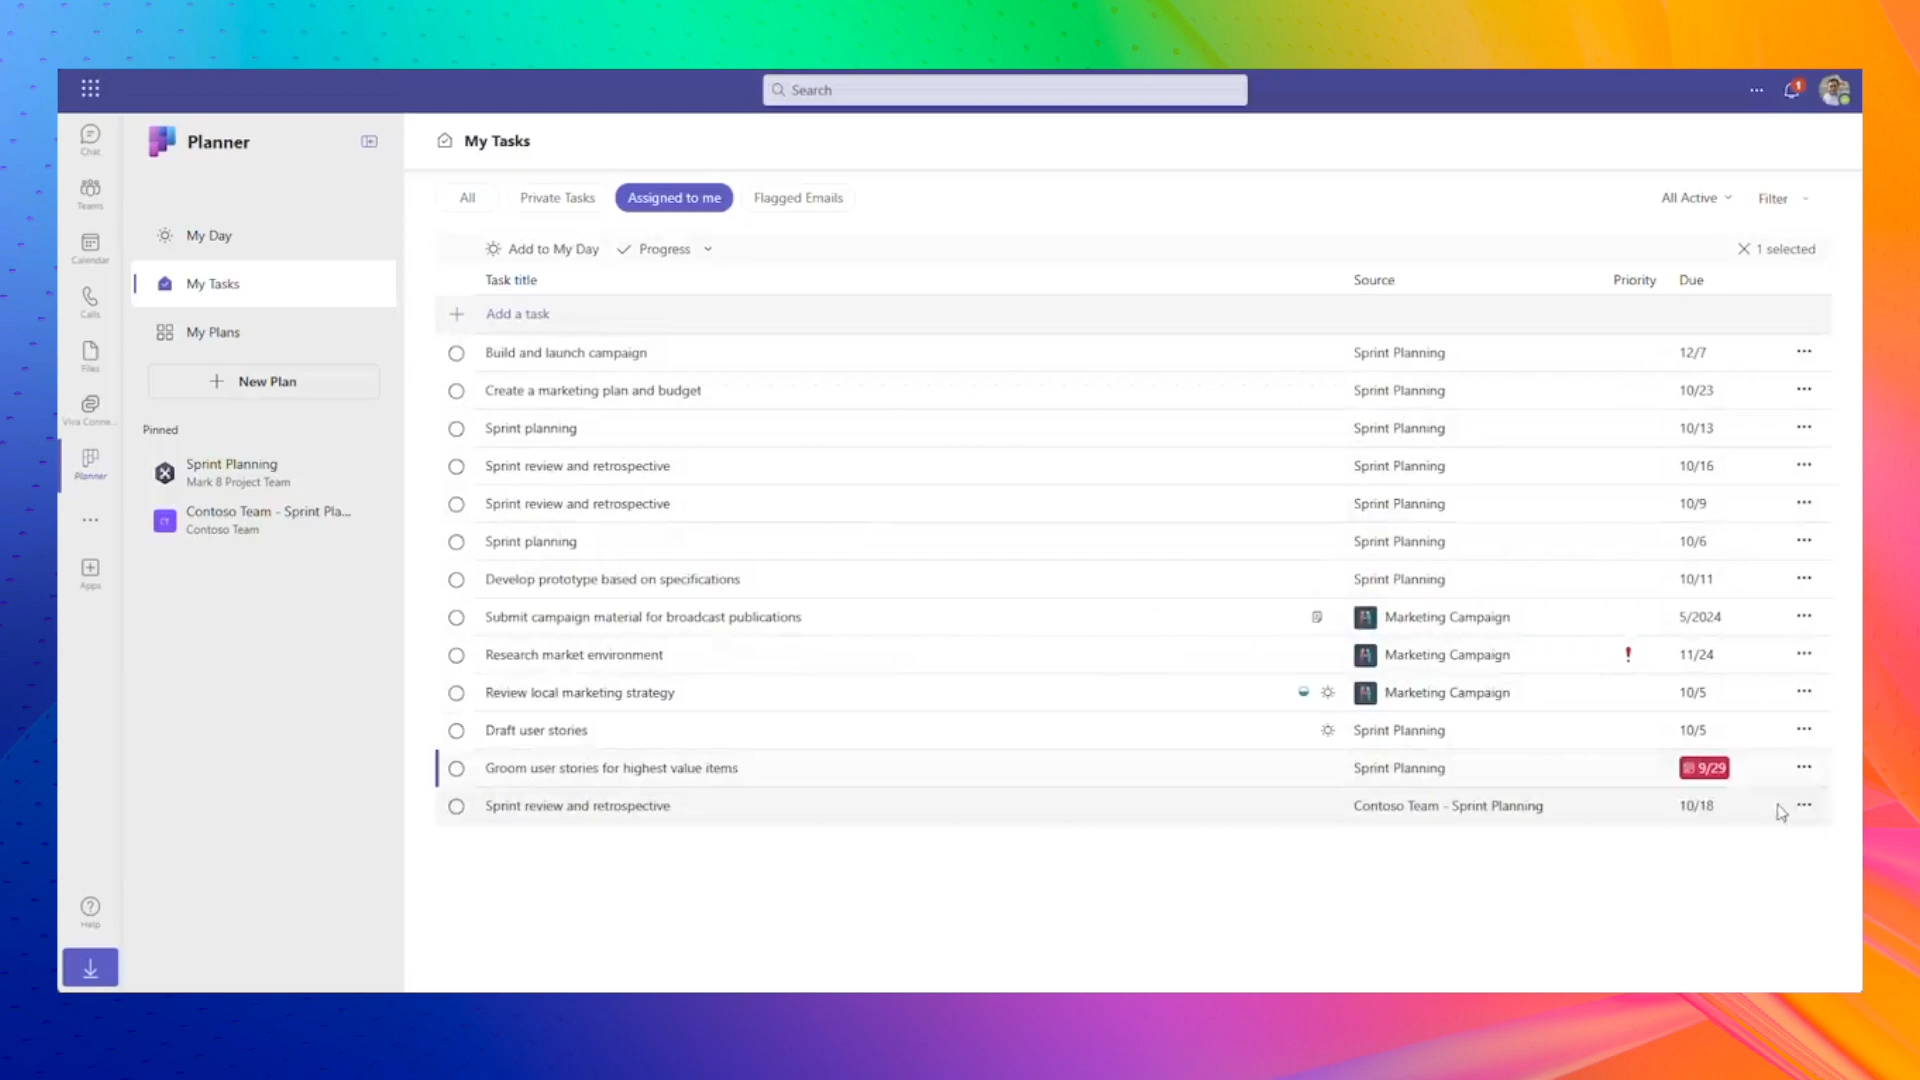 Search
1
Chat
Teams
Calendar
Calls
Files
Viva Conne...
Planner
Apps
Help
Planner
My Day
My Tasks
My Plans
New Plan
Pinned
Sprint Planning
Mark 8 Project Team
CT
Contoso Team - Sprint Pla...
Contoso Team
My Tasks
All Private Tasks Assigned to me Flagged Emails All Active Filter
Add to My Day Progress 1 selected
Task title Source Priority Due
Add a task
Build and launch campaign Sprint Planning 12/7
Create a marketing plan and budget Sprint Planning 10/23
Sprint planning Sprint Planning 10/13
Sprint review and retrospective Sprint Planning 10/16
Sprint review and retrospective Sprint Planning 10/9
Sprint planning Sprint Planning 10/6
Develop prototype based on specifications Sprint Planning 10/11
Submit campaign material for broadcast publications Marketing Campaign 5/2024
Research market environment Marketing Campaign 11/24
Review local marketing strategy Marketing Campaign 10/5
Draft user stories Sprint Planning 10/5
Groom user stories for highest value items Sprint Planning 9/29
Sprint review and retrospective Contoso Team - Sprint Planning 10/18